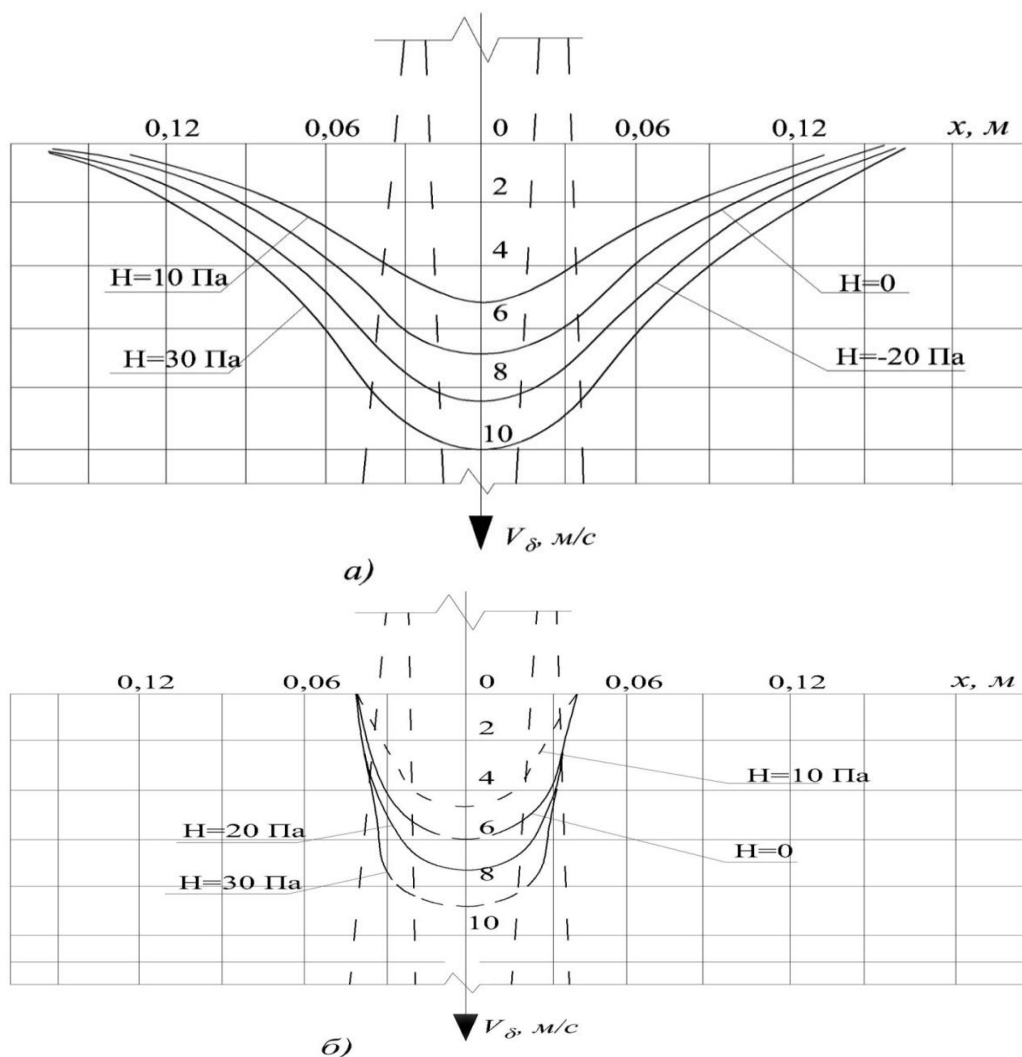 0,12 0,06 0 0,06 0,12 x, м
2
4
H=10 Па H=0
6
H=30 Па H=-20 Па
8
10
V_δ, м/с
а)
0,12 0,06 0 0,06 0,12 x, м
2
4 H=10 Па
H=20 Па 6 H=0
H=30 Па 8
10
V_δ, м/с
б)